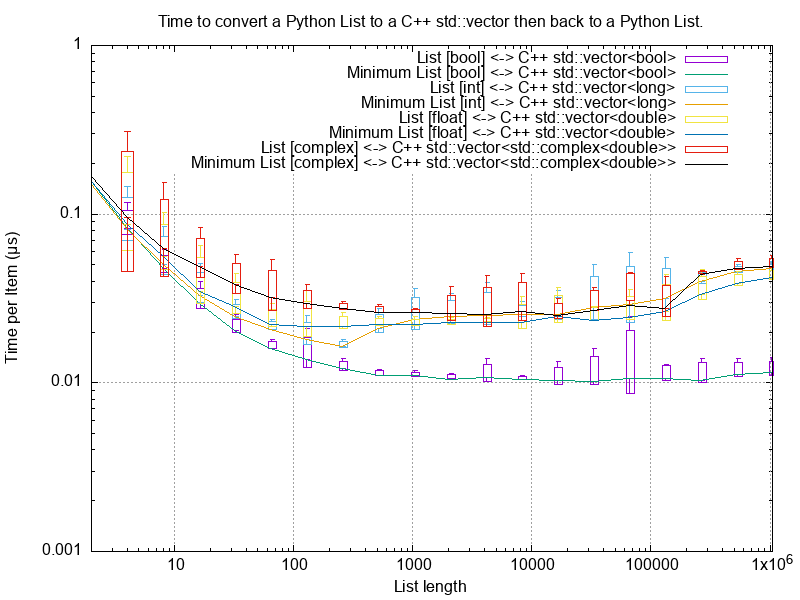 Time to convert a Python List to a C++ std::vector then back to a Python List.
1
List [bool] <-> C++ std::vector<bool>
Minimum List [bool] <-> C++ std::vector<bool>
List [int] <-> C++ std::vector<long>
Minimum List [int] <-> C++ std::vector<long>
List [float] <-> C++ std::vector<double>
Minimum List [float] <-> C++ std::vector<double>
List [complex] <-> C++ std::vector<std::complex<double>>
Minimum List [complex] <-> C++ std::vector<std::complex<double>>
0.1
Time per Item (µs)
0.01
0.001
10 100 1000 10000 100000 1x10⁶
List length